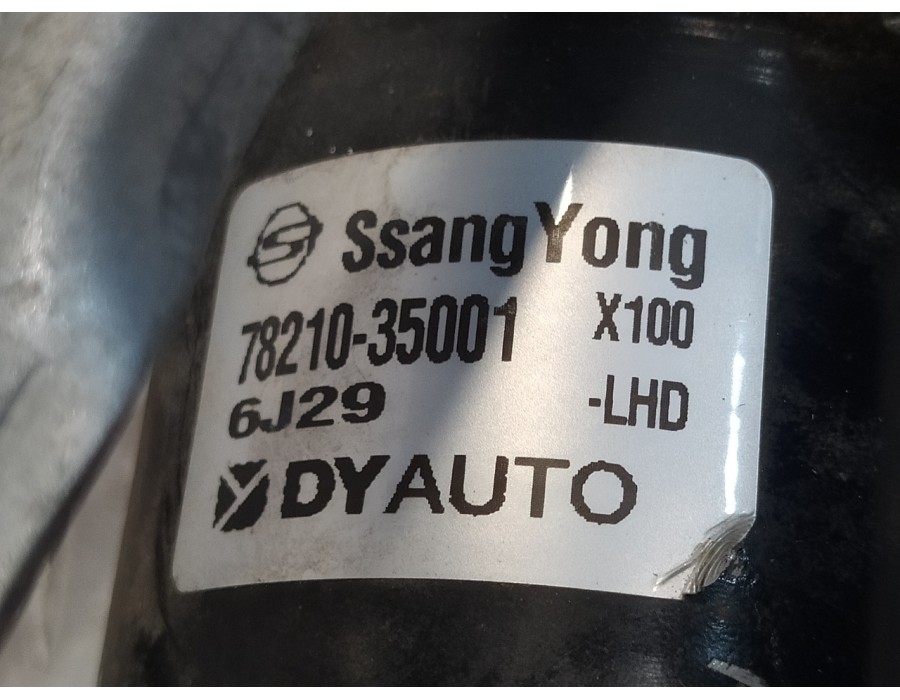 SsangYong
78210-35001 X100
6J29 -LHD
DYAUTO